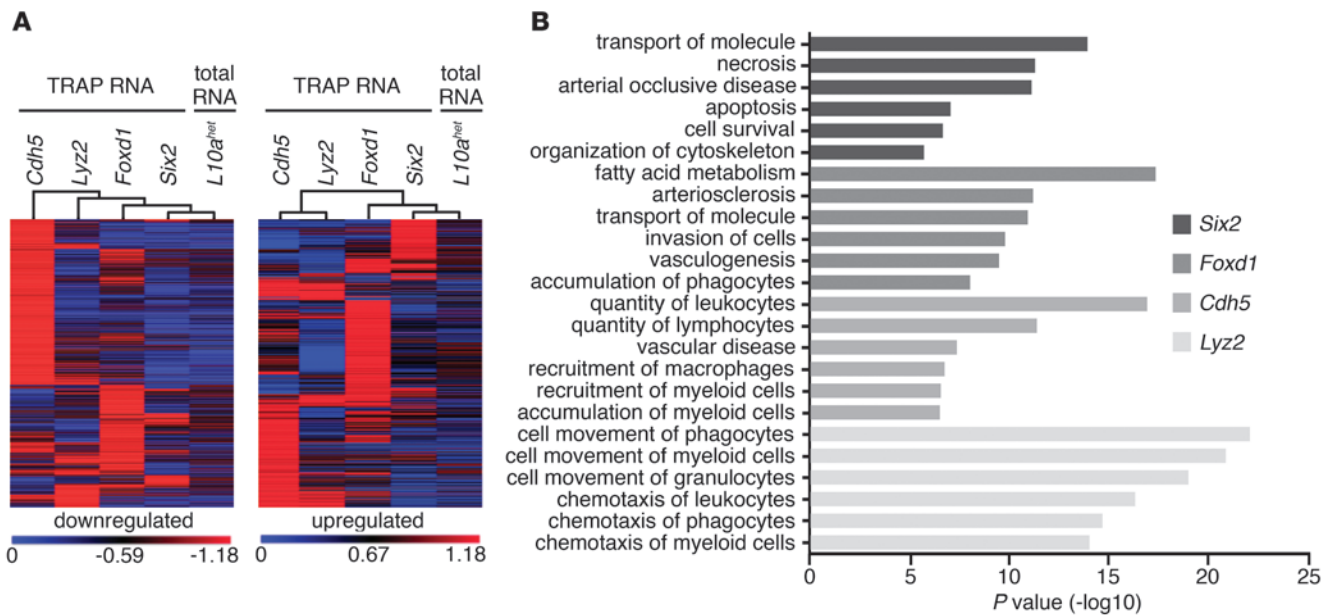 A
TRAP RNA
total RNA
Cdh5
Lyz2
Foxd1
Six2
L10a^het
downregulated
0 -0.59 -1.18
TRAP RNA
total RNA
Cdh5
Lyz2
Foxd1
Six2
L10a^het
upregulated
0 0.67 1.18
B
transport of molecule
necrosis
arterial occlusive disease
apoptosis
cell survival
organization of cytoskeleton
fatty acid metabolism
arteriosclerosis
transport of molecule
invasion of cells
vasculogenesis
accumulation of phagocytes
quantity of leukocytes
quantity of lymphocytes
vascular disease
recruitment of macrophages
recruitment of myeloid cells
accumulation of myeloid cells
cell movement of phagocytes
cell movement of myeloid cells
cell movement of granulocytes
chemotaxis of leukocytes
chemotaxis of phagocytes
chemotaxis of myeloid cells
0 5 10 15 20 25
P value (-log10)
Six2
Foxd1
Cdh5
Lyz2